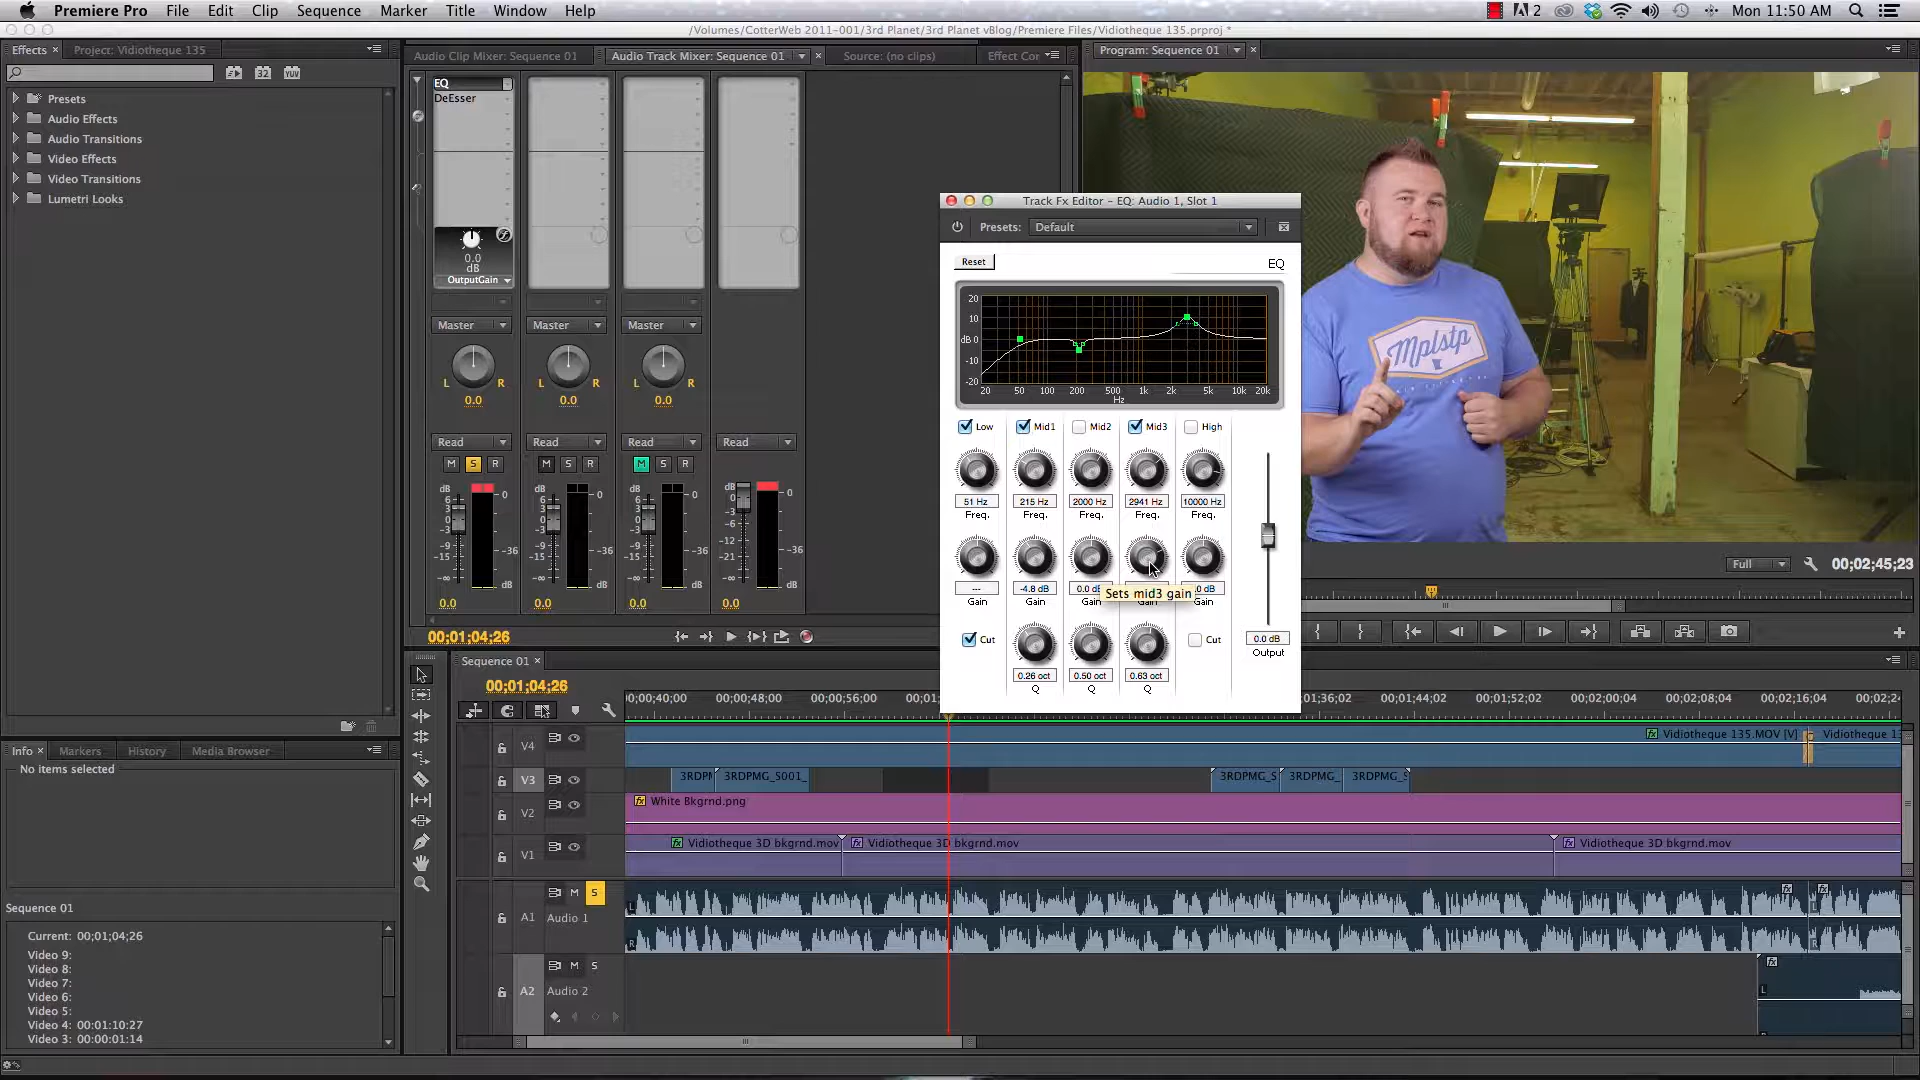 Premiere Pro File Edit Clip Sequence Marker Title Window Help
2 Mon 11:50 AM
/Volumes/CotterWeb 2011-001/3rd Planet/3rd Planet vBlog/Premiere Files/Vidiotheque 135.prproj *
Effects × Project: Vidiotheque 135
32 YUV
Presets
Audio Effects
Audio Transitions
Video Effects
Video Transitions
Lumetri Looks
Audio Clip Mixer: Sequence 01 Audio Track Mixer: Sequence 01 × Source: (no clips) Effect Cor
EQ
DeEsser
0.0
dB
OutputGain
Master Master Master
L R L R L R
0.0 0.0 0.0
Read Read Read Read
M S R M S R M S R
dB
6
3
0
-3
-9
-15
-∞
0
-36
dB
dB
6
3
0
-3
-9
-15
-∞
0
-36
dB
dB
6
3
0
-3
-9
-15
-∞
0
-36
dB
dB
0
-3
-6
-12
-21
-∞
0
-36
dB
0.0 0.0 0.0 0.0
00;01;04;26
Program: Sequence 01 ×
Mplstp
Full 00;02;45;23
Track Fx Editor - EQ: Audio 1, Slot 1
Presets: Default
Reset EQ
20
10
dB 0
-10
-20
20 50 100 200 500 1k 2k 5k 10k 20k
Hz
Low Mid1 Mid2 Mid3 High
51 Hz 215 Hz 2000 Hz 2941 Hz 10000 Hz
Freq. Freq. Freq. Freq. Freq.
--- -4.8 dB 0.0 dB
Gain Gain Gain Gain Gain
Sets mid3 gain
Cut Cut
0.26 oct 0.50 oct 0.63 oct
Q Q Q
0.0 dB
Output
Sequence 01 ×
00;01;04;26
00;00;40;00 00;00;48;00 00;00;56;00 01;36;02 00;01;44;02 00;01;52;02 00;02;00;04 00;02;08;04 00;02;16;04 00;02;24
V4 Vidiotheque 135.MOV [V] Vidiotheque 13
V3 3RDPM 3RDPMG_S001_ 3RDPMG_S 3RDPMG_ 3RDPMG_S
V2 White Bkgrnd.png
V1 Vidiotheque 3D bkgrnd.mov Vidiotheque 3D bkgrnd.mov Vidiotheque 3D bkgrnd.mov
M S
A1 Audio 1
L
R
M S
A2 Audio 2
L
Info × Markers History Media Browser
No items selected
Sequence 01
Current: 00;01;04;26
Video 9:
Video 8:
Video 7:
Video 6:
Video 5:
Video 4: 00:01:10:27
Video 3: 00:00:01:14